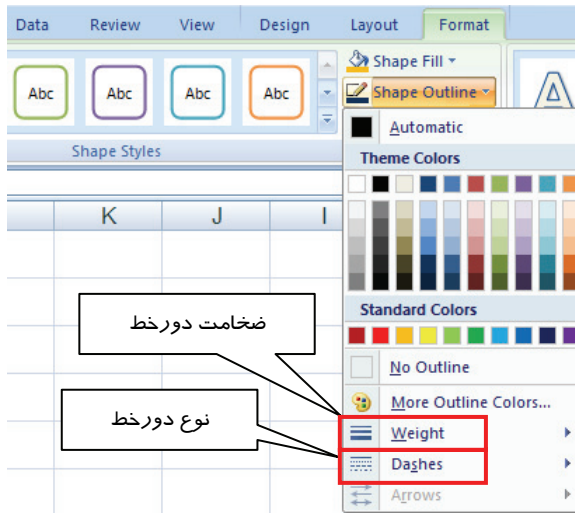 Data Review View Design Layout Format
Shape Fill
Abc Abc Abc Abc Shape Outline
Shape Styles
Automatic
Theme Colors
K J I
Standard Colors
ضخامت دورخط
No Outline
More Outline Colors...
نوع دورخط
Weight
Dashes
Arrows